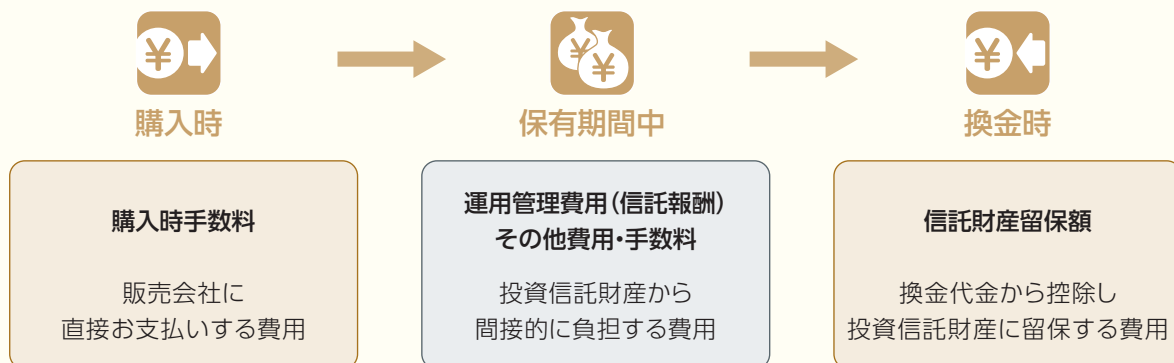 購入時
保有期間中
換金時
購入時手数料
販売会社に
直接お支払いする費用
運用管理費用(信託報酬)
その他費用・手数料
投資信託財産から
間接的に負担する費用
信託財産留保額
換金代金から控除し
投資信託財産に留保する費用